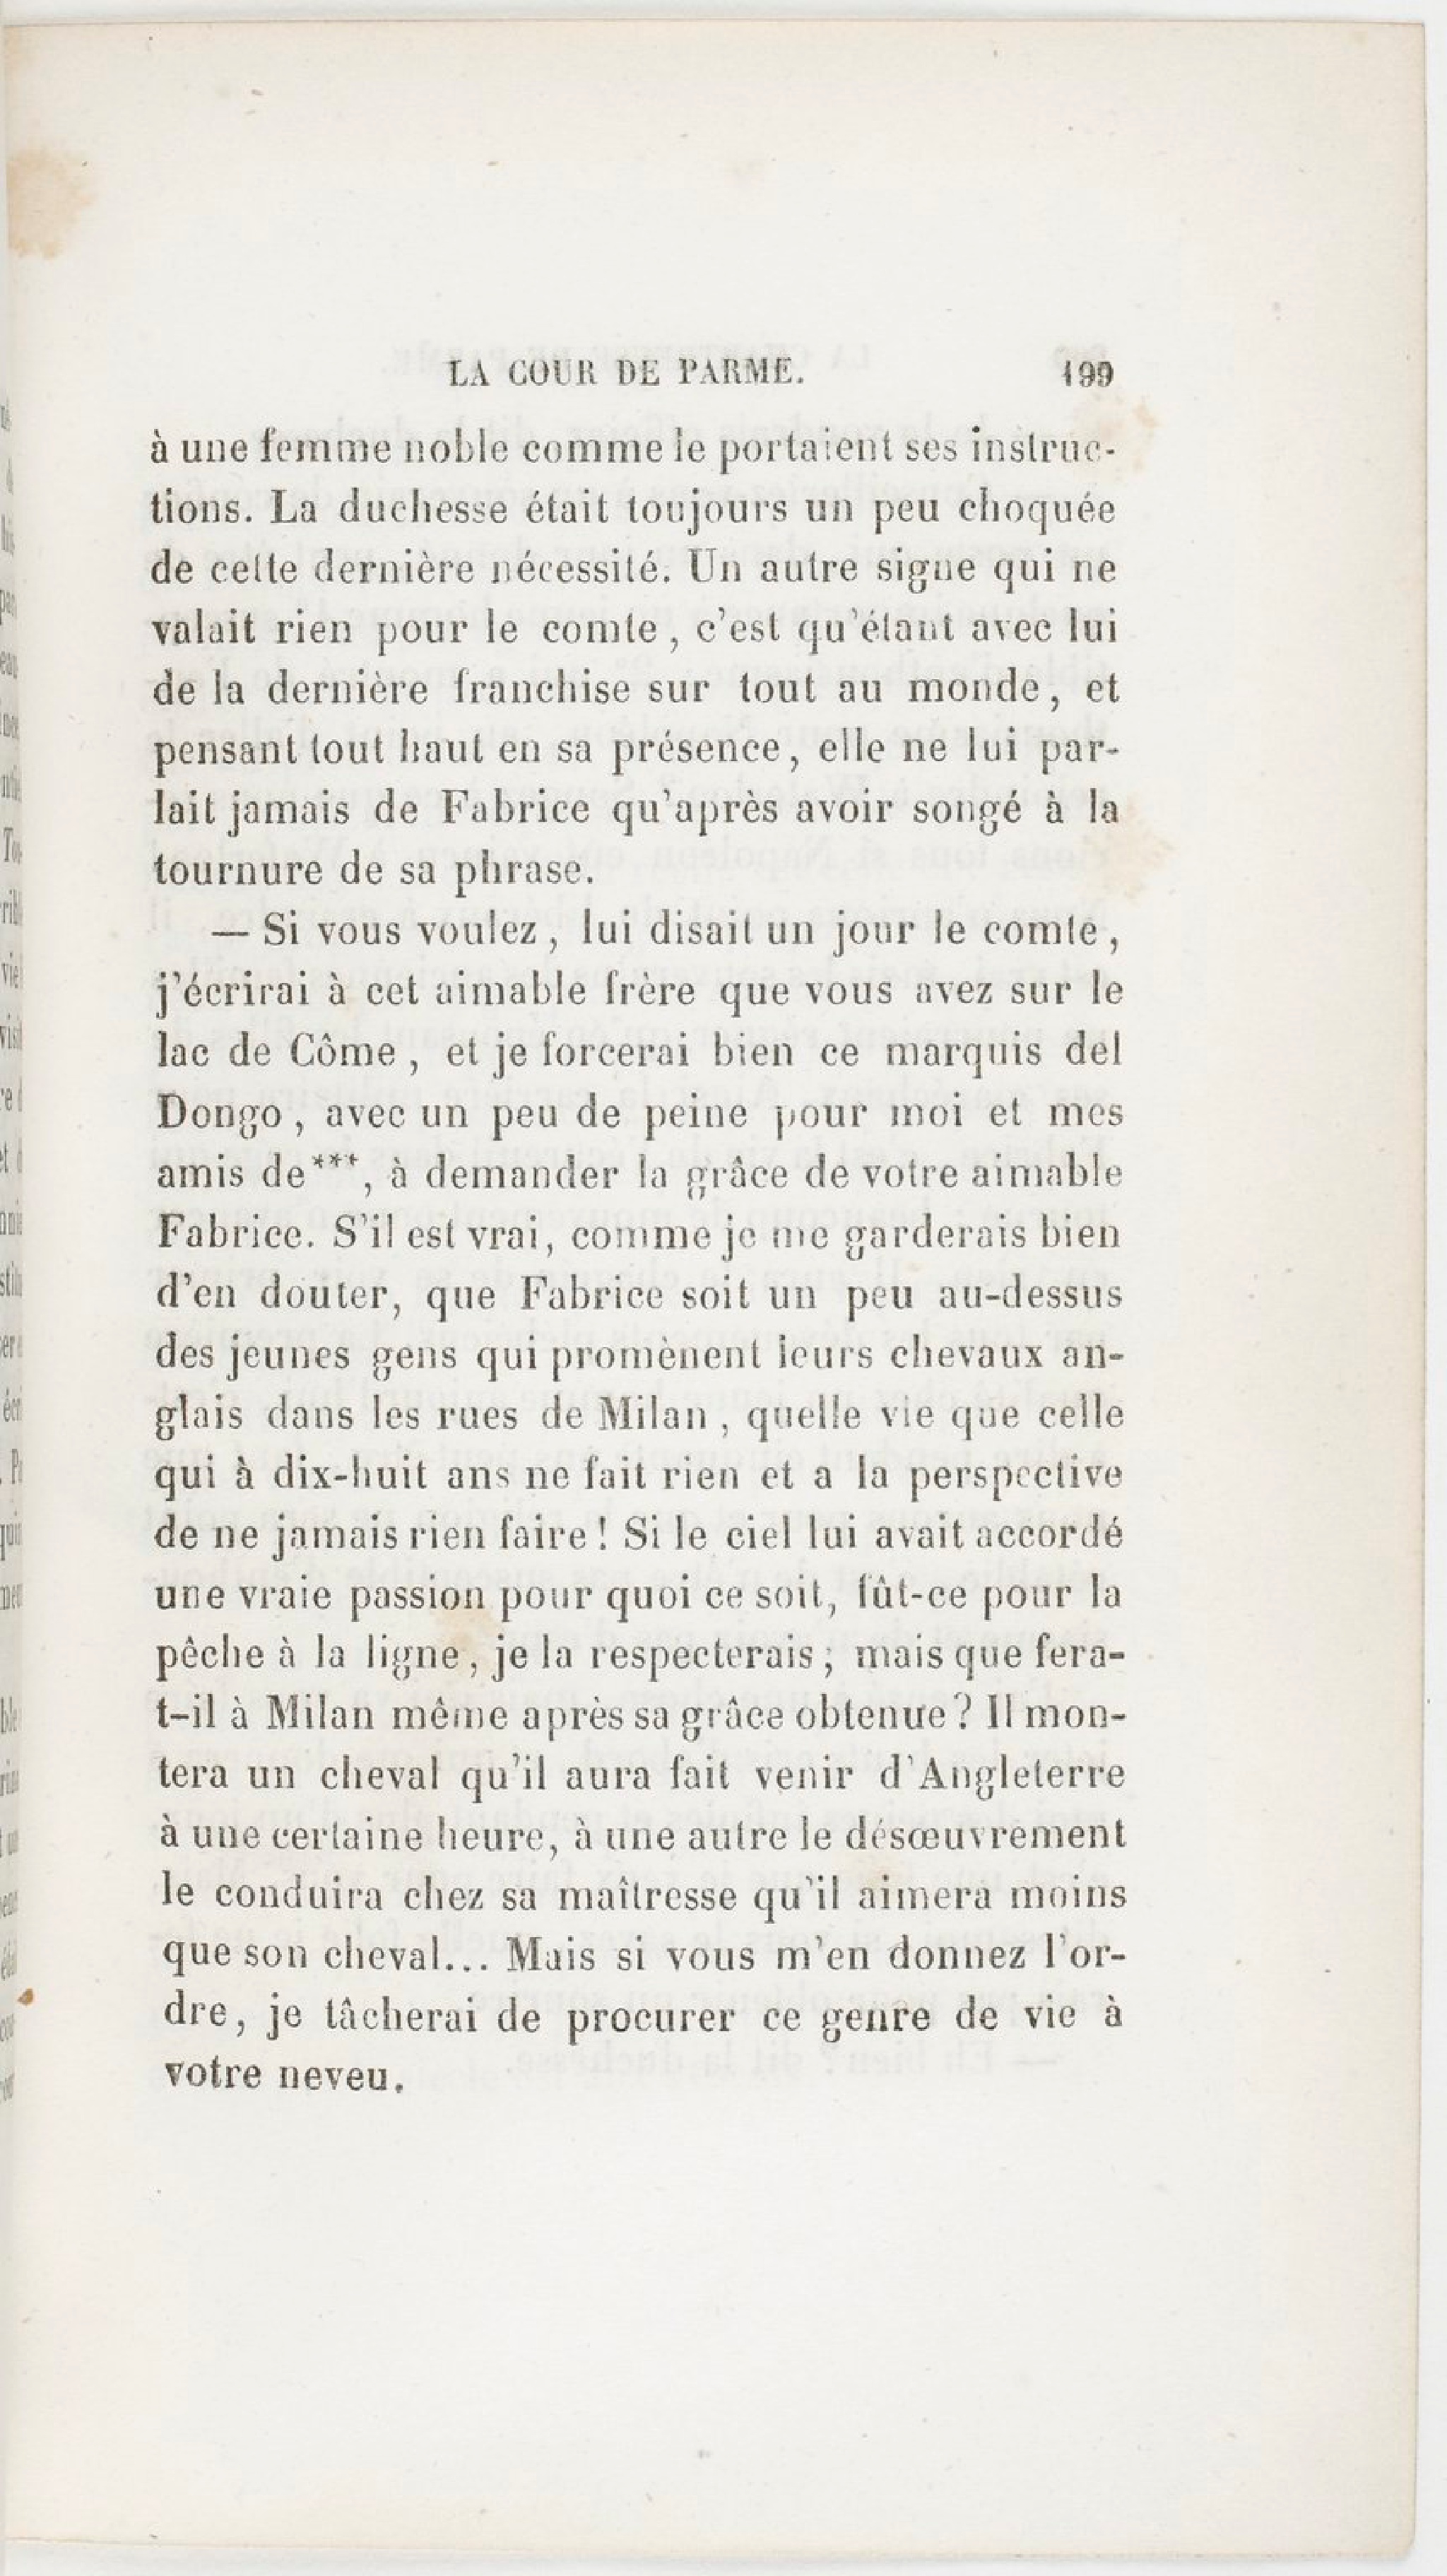 LA COUR DE PARME. 199
à une femme noble comme le portaient ses instruc-
tions. La duchesse était toujours un peu choquée
de cette dernière nécessité. Un autre signe qui ne
valait rien pour le comte, c'est qu'étant avec lui
de la dernière franchise sur tout au monde, et
pensant tout haut en sa présence, elle ne lui par-
lait jamais de Fabrice qu'après avoir songé à la
tournure de sa phrase.
— Si vous voulez, lui disait un jour le comte,
j'écrirai à cet aimable frère que vous avez sur le
lac de Côme, et je forcerai bien ce marquis del
Dongo, avec un peu de peine pour moi et mes
amis de***, à demander la grâce de votre aimable
Fabrice. S'il est vrai, comme je me garderais bien
d'en douter, que Fabrice soit un peu au-dessus
des jeunes gens qui promènent leurs chevaux an-
glais dans les rues de Milan, quelle vie que celle
qui à dix-huit ans ne fait rien et a la perspective
de ne jamais rien faire! Si le ciel lui avait accordé
une vraie passion pour quoi ce soit, fût-ce pour la
pêche à la ligne, je la respecterais; mais que fera-
t-il à Milan même après sa grâce obtenue? Il mon-
tera un cheval qu'il aura fait venir d'Angleterre
à une certaine heure, à une autre le désœuvrement
le conduira chez sa maîtresse qu'il aimera moins
que son cheval... Mais si vous m'en donnez l'or-
dre, je tâcherai de procurer ce genre de vie à
votre neveu.